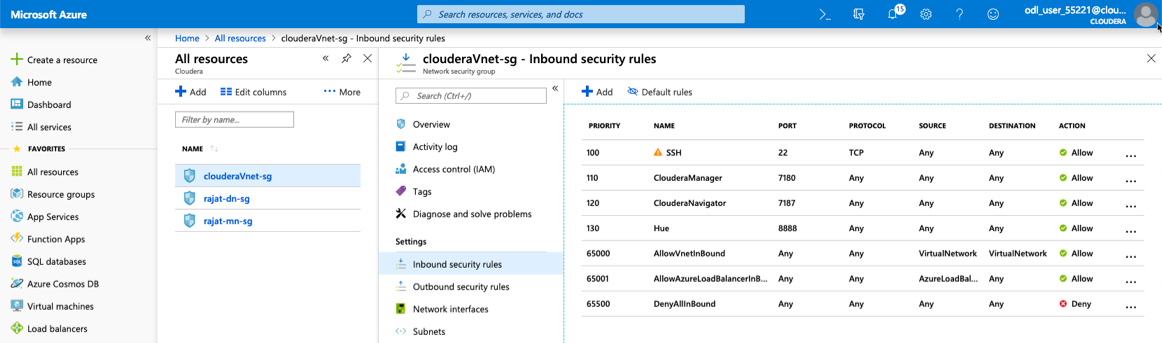 Microsoft Azure
Search resources, services, and docs
15
odl_user_55221@clou...
CLOUDERA
«
Create a resource
Home
Dashboard
All services
FAVORITES
All resources
Resource groups
App Services
Function Apps
SQL databases
Azure Cosmos DB
Virtual machines
Load balancers
Home > All resources > clouderaVnet-sg - Inbound security rules
All resources
Cloudera
Add Edit columns More
Filter by name...
NAME
clouderaVnet-sg
rajat-dn-sg
rajat-mn-sg
clouderaVnet-sg - Inbound security rules
Network security group
Search (Ctrl+/)
Overview
Activity log
Access control (IAM)
Tags
Diagnose and solve problems
Settings
Inbound security rules
Outbound security rules
Network interfaces
Subnets
Add Default rules
PRIORITY NAME PORT PROTOCOL SOURCE DESTINATION ACTION
100 SSH 22 TCP Any Any Allow ...
110 ClouderaManager 7180 Any Any Any Allow ...
120 ClouderaNavigator 7187 Any Any Any Allow ...
130 Hue 8888 Any Any Any Allow ...
65000 AllowVnetInBound Any Any VirtualNetwork VirtualNetwork Allow ...
65001 AllowAzureLoadBalancerInB... Any Any AzureLoadBal... Any Allow ...
65500 DenyAllInBound Any Any Any Any Deny ...